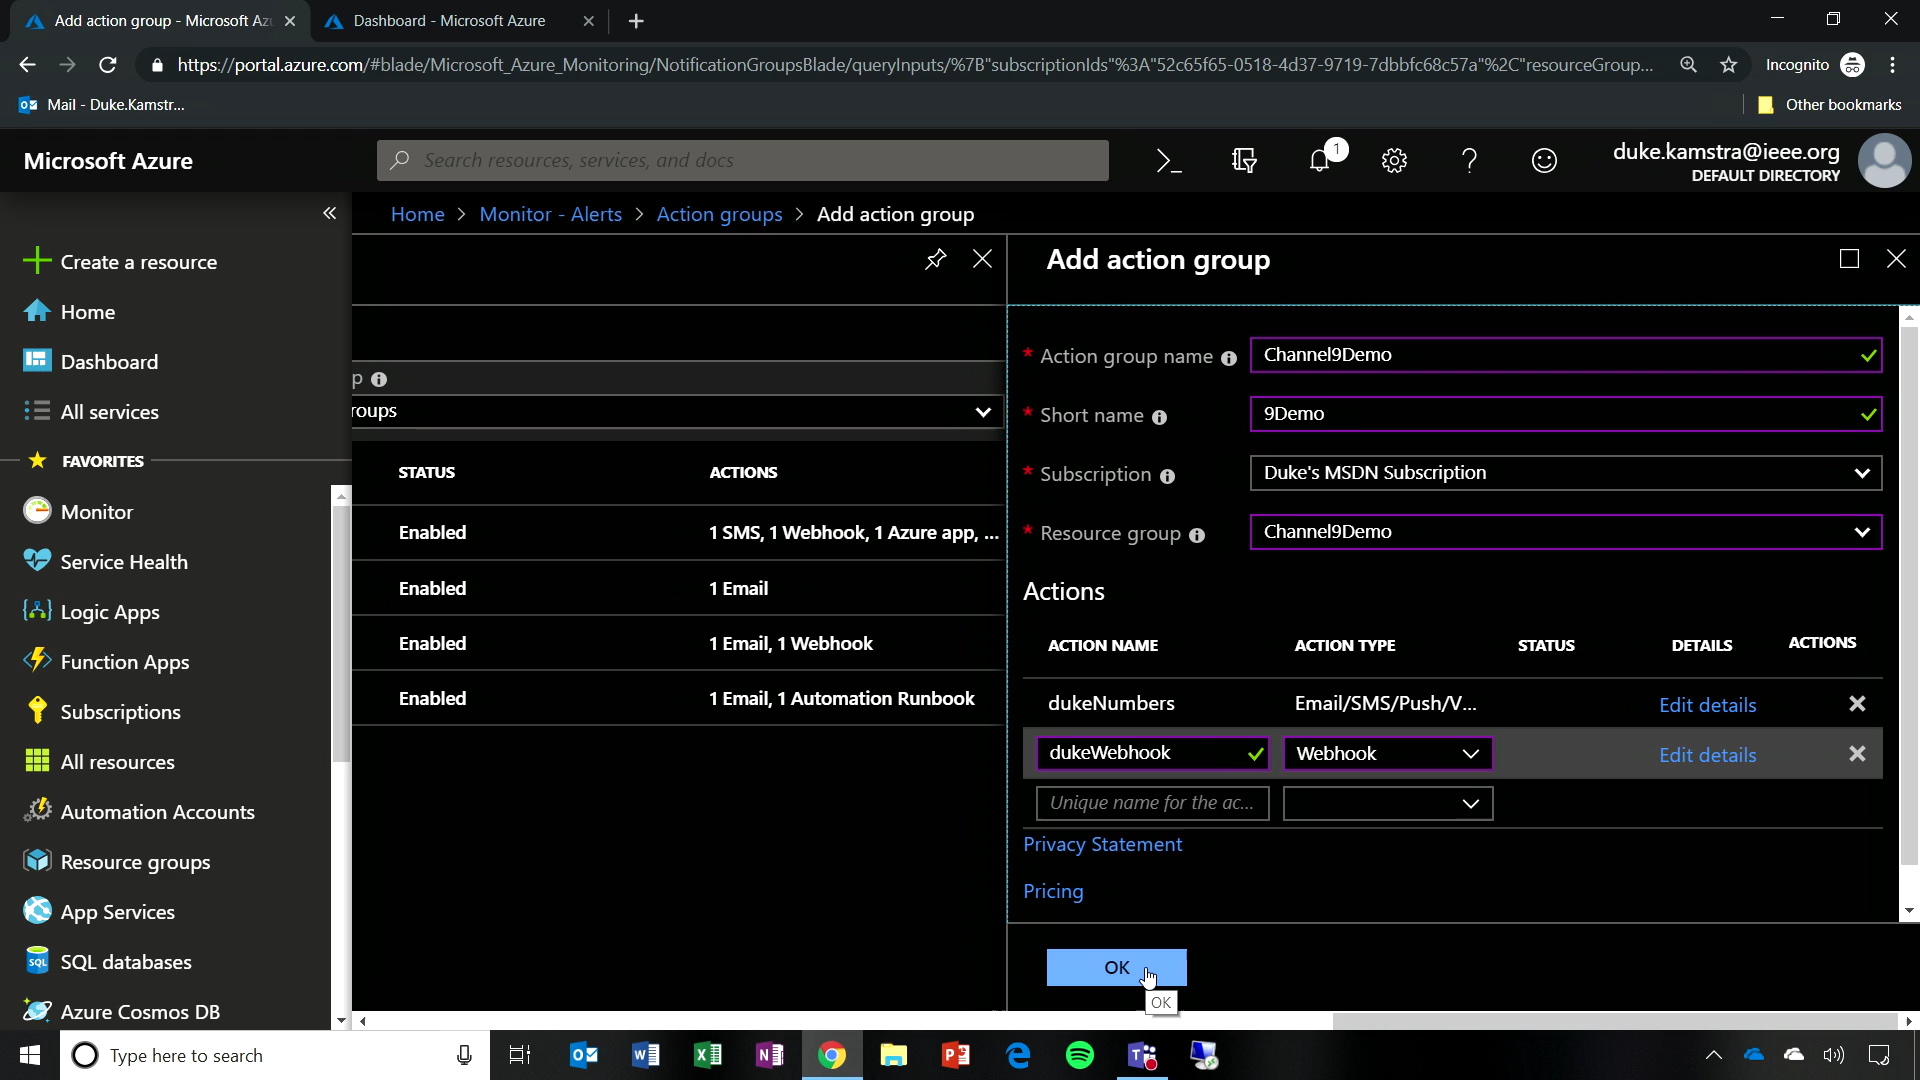 Add action group - Microsoft Az
Dashboard - Microsoft Azure
https://portal.azure.com/#blade/Microsoft_Azure_Monitoring/NotificationGroupsBlade/queryInputs/%7B"subscriptionIds"%3A"52c65f65-0518-4d37-9719-7dbbfc68c57a"%2C"resourceGroup...
Incognito
Mail - Duke.Kamstr...
Other bookmarks
Microsoft Azure
Search resources, services, and docs
1
duke.kamstra@ieee.org
DEFAULT DIRECTORY
Home > Monitor - Alerts > Action groups > Add action group
Create a resource
Home
Dashboard
All services
FAVORITES
Monitor
Service Health
Logic Apps
Function Apps
Subscriptions
All resources
Automation Accounts
Resource groups
App Services
SQL databases
Azure Cosmos DB
p
roups
STATUS ACTIONS
Enabled 1 SMS, 1 Webhook, 1 Azure app, ...
Enabled 1 Email
Enabled 1 Email, 1 Webhook
Enabled 1 Email, 1 Automation Runbook
Add action group
* Action group name Channel9Demo
* Short name 9Demo
* Subscription Duke's MSDN Subscription
* Resource group Channel9Demo
Actions
ACTION NAME ACTION TYPE STATUS DETAILS ACTIONS
dukeNumbers Email/SMS/Push/V... Edit details
dukeWebhook Webhook Edit details
Unique name for the ac...
Privacy Statement
Pricing
OK
OK
Type here to search